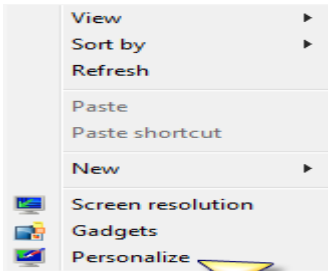 View
Sort by
Refresh
Paste
Paste shortcut
New
Screen resolution
Gadgets
Personalize